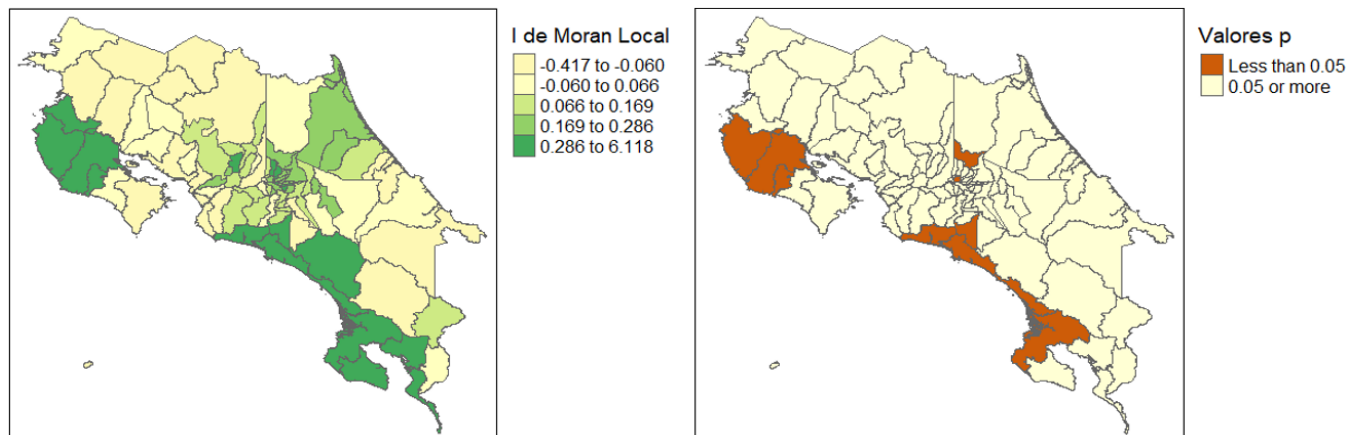 I de Moran Local
-0.417 to -0.060
-0.060 to 0.066
0.066 to 0.169
0.169 to 0.286
0.286 to 6.118
Valores p
Less than 0.05
0.05 or more